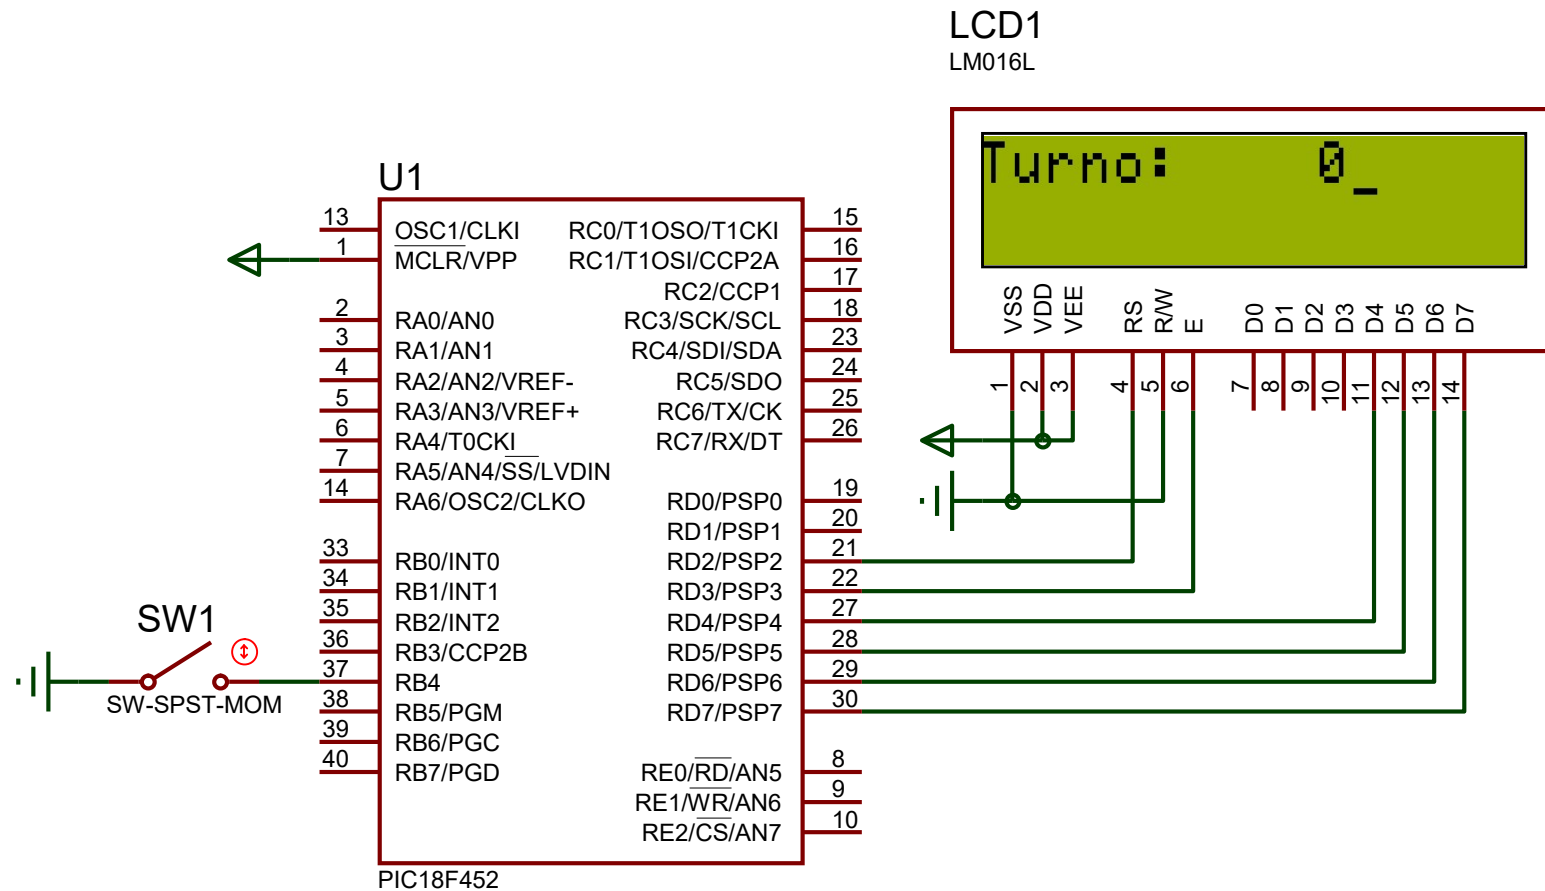 LCD1
LM016L
Turno: 0_
VSS
VDD
VEE
RS
R/W
E
D0
D1
D2
D3
D4
D5
D6
D7
1
2
3
4
5
6
7
8
9
10
11
12
13
14
U1
13 OSC1/CLKI RC0/T1OSO/T1CKI 15
1 MCLR/VPP RC1/T1OSI/CCP2A 16
RC2/CCP1 17
2 RA0/AN0 RC3/SCK/SCL 18
3 RA1/AN1 RC4/SDI/SDA 23
4 RA2/AN2/VREF- RC5/SDO 24
5 RA3/AN3/VREF+ RC6/TX/CK 25
6 RA4/T0CKI RC7/RX/DT 26
7 RA5/AN4/SS/LVDIN
14 RA6/OSC2/CLKO RD0/PSP0 19
RD1/PSP1 20
33 RB0/INT0 RD2/PSP2 21
34 RB1/INT1 RD3/PSP3 22
35 RB2/INT2 RD4/PSP4 27
36 RB3/CCP2B RD5/PSP5 28
37 RB4 RD6/PSP6 29
38 RB5/PGM RD7/PSP7 30
39 RB6/PGC
40 RB7/PGD RE0/RD/AN5 8
RE1/WR/AN6 9
RE2/CS/AN7 10
PIC18F452
SW1
SW-SPST-MOM